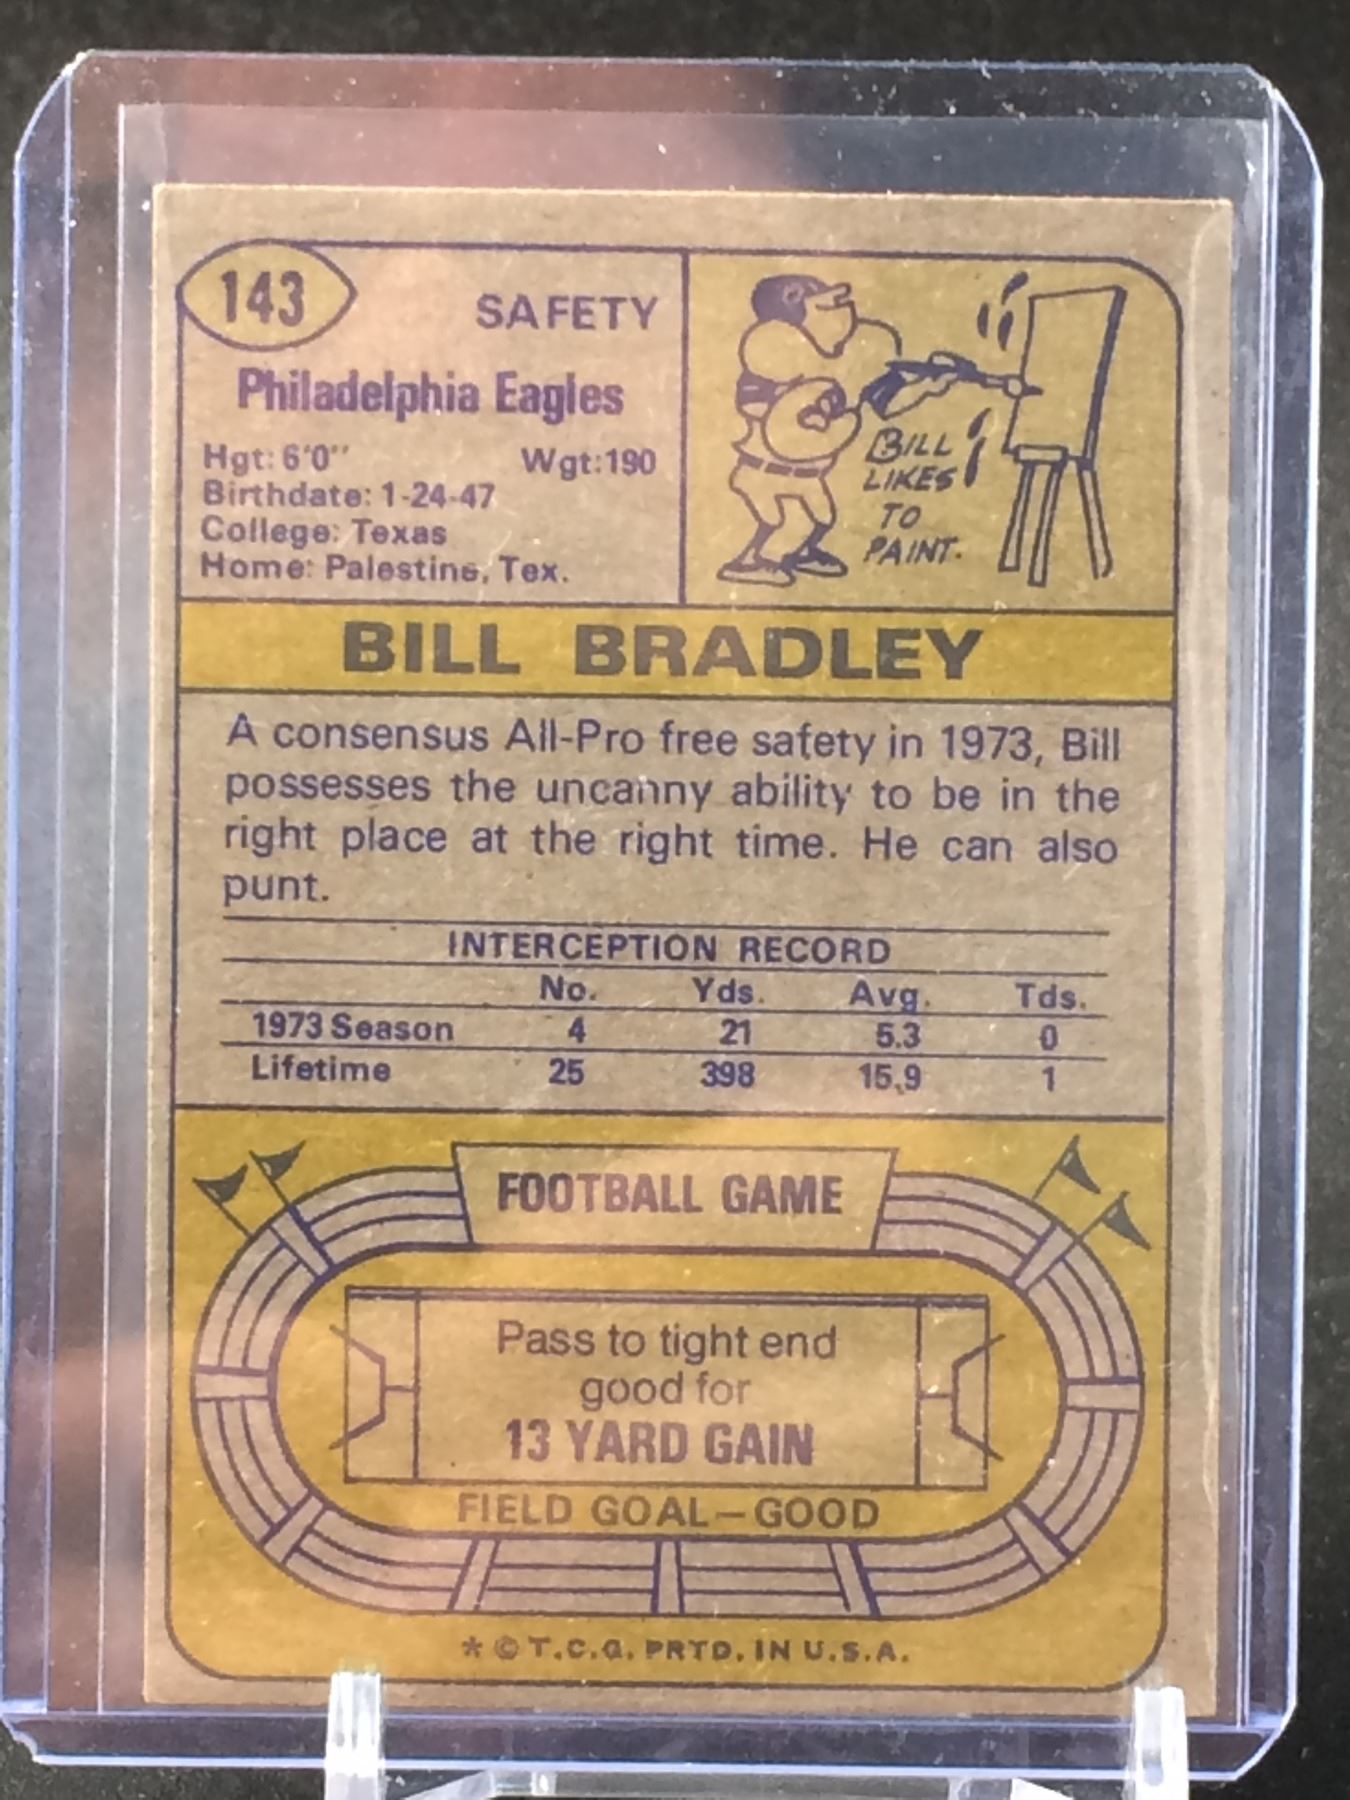 143
SAFETY
Philadelphia Eagles
Hgt: 6'0" Wgt:190
Birthdate: 1-24-47
College: Texas
Home: Palestine, Tex.
BILL
LIKES
TO
PAINT.
BILL BRADLEY
A consensus All-Pro free safety in 1973, Bill
possesses the uncanny ability to be in the
right place at the right time. He can also
punt.
INTERCEPTION RECORD
No. Yds. Avg. Tds.
1973 Season 4 21 5.3 0
Lifetime 25 398 15.9 1
FOOTBALL GAME
Pass to tight end
good for
13 YARD GAIN
FIELD GOAL—GOOD
* © T.C.G. PRTD. IN U.S.A.